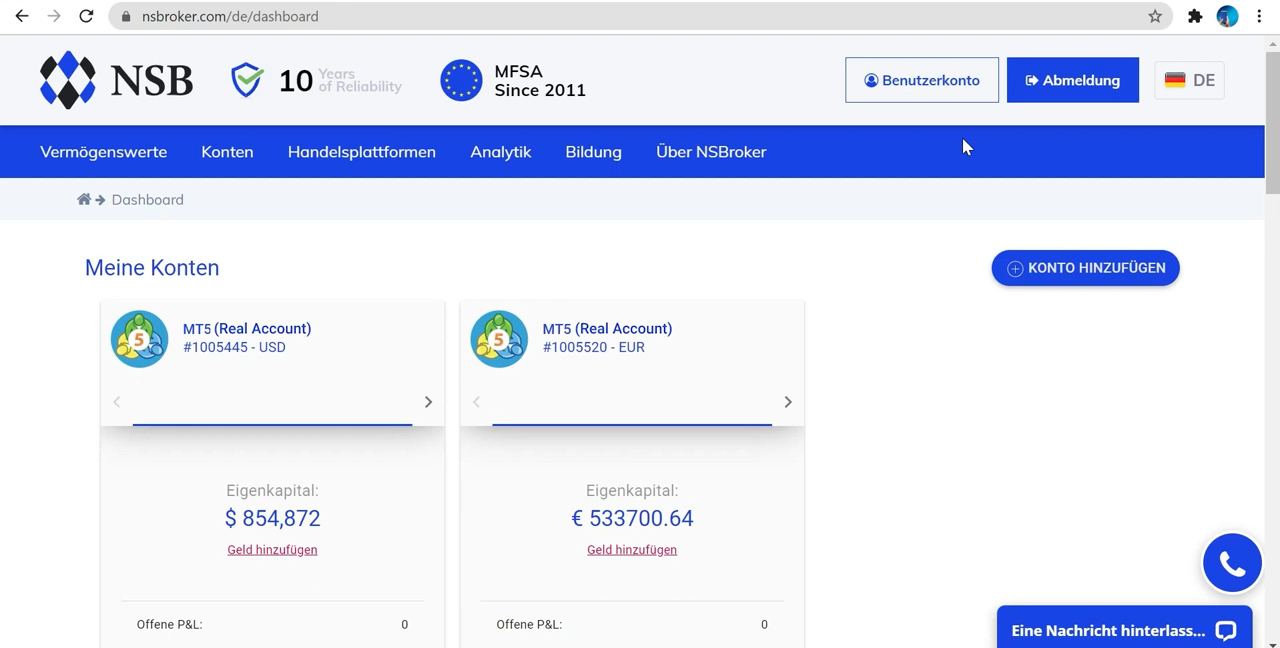 nsbroker.com/de/dashboard
NSB
10 Years of Reliability
MFSA
Since 2011
Benutzerkonto
Abmeldung
DE
Vermögenswerte Konten Handelsplattformen Analytik Bildung Über NSBroker
Dashboard
Meine Konten
KONTO HINZUFÜGEN
5
MT5 (Real Account)
#1005445 - USD
Eigenkapital:
$ 854,872
Geld hinzufügen
Offene P&L: 0
5
MT5 (Real Account)
#1005520 - EUR
Eigenkapital:
€ 533700.64
Geld hinzufügen
Offene P&L: 0
Eine Nachricht hinterlass...